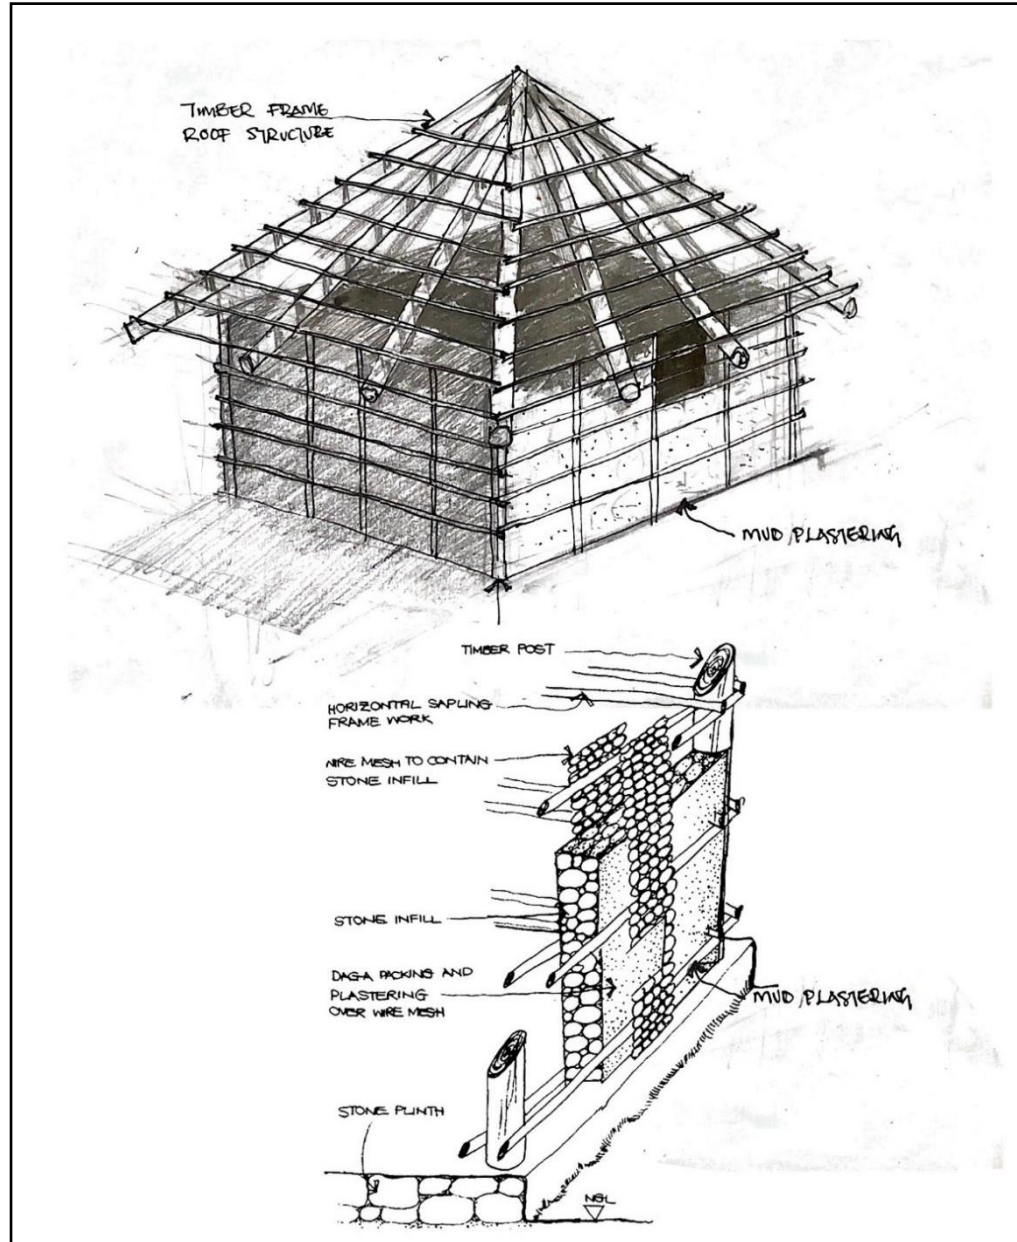 TIMBER FRAME
ROOF STRUCTURE
MUD PLASTERING
TIMBER POST
HORIZONTAL SAPLING
FRAME WORK
WIRE MESH TO CONTAIN
STONE INFILL
STONE INFILL
DAGA PACKING AND
PLASTERING
OVER WIRE MESH
MUD PLASTERING
STONE PLINTH
NGL